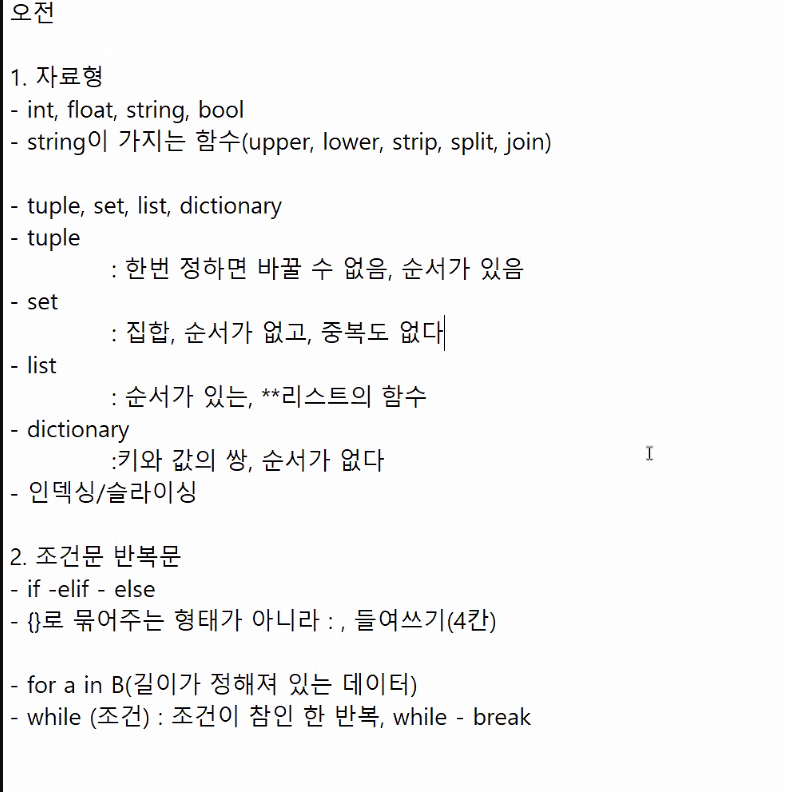 오전
1. 자료형
- int, float, string, bool
- string이 가지는 함수(upper, lower, strip, split, join)
- tuple, set, list, dictionary
- tuple
: 한번 정하면 바꿀 수 없음, 순서가 있음
- set
: 집합, 순서가 없고, 중복도 없다
- list
: 순서가 있는, **리스트의 함수
- dictionary
:키와 값의 쌍, 순서가 없다
- 인덱싱/슬라이싱
2. 조건문 반복문
- if -elif - else
- {}로 묶어주는 형태가 아니라 : , 들여쓰기(4칸)
- for a in B(길이가 정해져 있는 데이터)
- while (조건) : 조건이 참인 한 반복, while - break